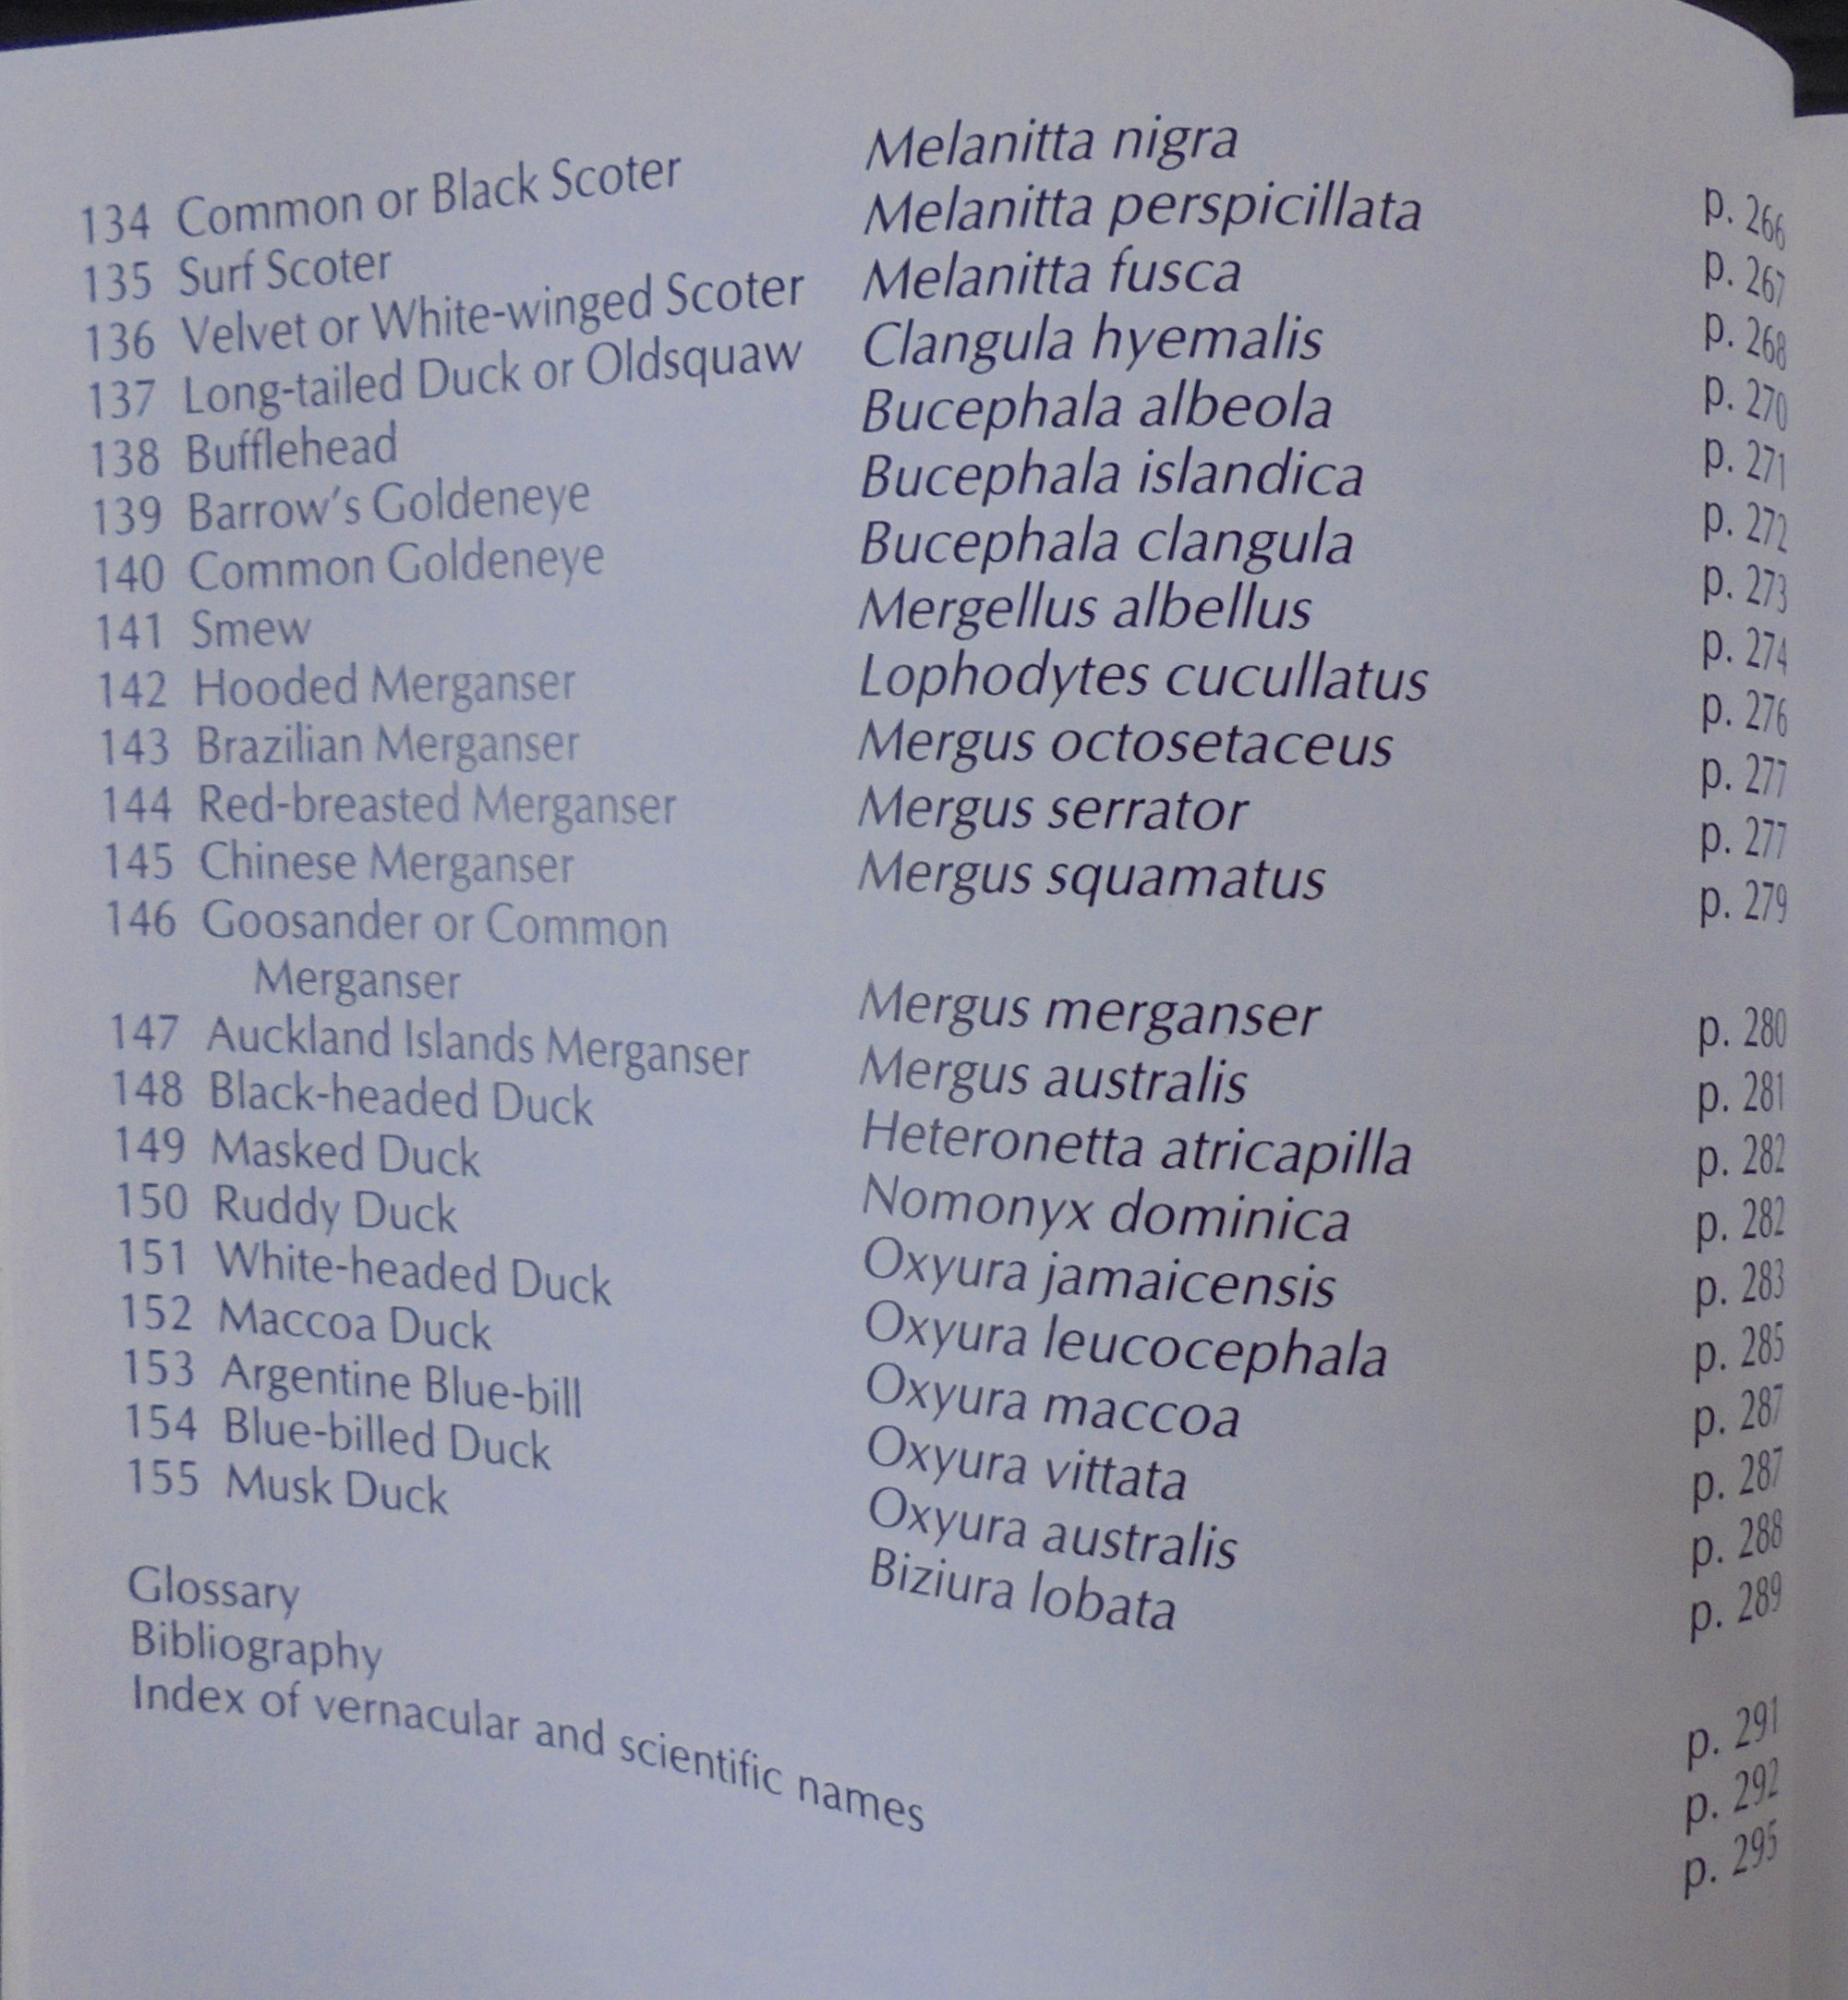 134 Common or Black Scoter Melanitta nigra p. 266
135 Surf Scoter Melanitta perspicillata p. 267
136 Velvet or White-winged Scoter Melanitta fusca p. 268
137 Long-tailed Duck or Oldsquaw Clangula hyemalis p. 270
138 Bufflehead Bucephala albeola p. 271
139 Barrow's Goldeneye Bucephala islandica p. 272
140 Common Goldeneye Bucephala clangula p. 273
141 Smew Mergellus albellus p. 274
142 Hooded Merganser Lophodytes cucullatus p. 276
143 Brazilian Merganser Mergus octosetaceus p. 277
144 Red-breasted Merganser Mergus serrator p. 277
145 Chinese Merganser Mergus squamatus p. 279
146 Goosander or Common
Merganser Mergus merganser p. 280
147 Auckland Islands Merganser Mergus australis p. 281
148 Black-headed Duck Heteronetta atricapilla p. 282
149 Masked Duck Nomonyx dominica p. 282
150 Ruddy Duck Oxyura jamaicensis p. 283
151 White-headed Duck Oxyura leucocephala p. 285
152 Maccoa Duck Oxyura maccoa p. 287
153 Argentine Blue-bill Oxyura vittata p. 287
154 Blue-billed Duck Oxyura australis p. 288
155 Musk Duck Biziura lobata p. 289
Glossary p. 291
Bibliography p. 292
Index of vernacular and scientific names p. 295